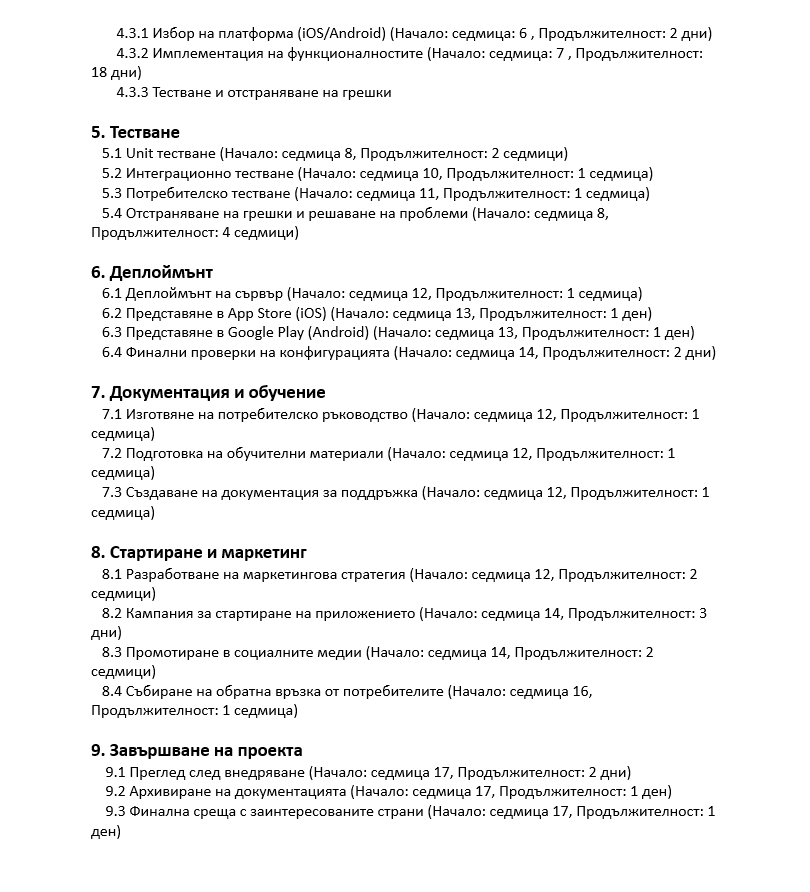 4.3.1 Избор на платформа (iOS/Android) (Начало: седмица: 6 , Продължителност: 2 дни)
4.3.2 Имплементация на функционалностите (Начало: седмица: 7 , Продължителност:
18 дни)
4.3.3 Тестване и отстраняване на грешки
5. Тестване
5.1 Unit тестване (Начало: седмица 8, Продължителност: 2 седмици)
5.2 Интеграционно тестване (Начало: седмица 10, Продължителност: 1 седмица)
5.3 Потребителско тестване (Начало: седмица 11, Продължителност: 1 седмица)
5.4 Отстраняване на грешки и решаване на проблеми (Начало: седмица 8,
Продължителност: 4 седмици)
6. Деплоймънт
6.1 Деплоймънт на сървър (Начало: седмица 12, Продължителност: 1 седмица)
6.2 Представяне в App Store (iOS) (Начало: седмица 13, Продължителност: 1 ден)
6.3 Представяне в Google Play (Android) (Начало: седмица 13, Продължителност: 1 ден)
6.4 Финални проверки на конфигурацията (Начало: седмица 14, Продължителност: 2 дни)
7. Документация и обучение
7.1 Изготвяне на потребителско ръководство (Начало: седмица 12, Продължителност: 1
седмица)
7.2 Подготовка на обучителни материали (Начало: седмица 12, Продължителност: 1
седмица)
7.3 Създаване на документация за поддръжка (Начало: седмица 12, Продължителност: 1
седмица)
8. Стартиране и маркетинг
8.1 Разработване на маркетингова стратегия (Начало: седмица 12, Продължителност: 2
седмици)
8.2 Кампания за стартиране на приложението (Начало: седмица 14, Продължителност: 3
дни)
8.3 Промотиране в социалните медии (Начало: седмица 14, Продължителност: 2
седмици)
8.4 Събиране на обратна връзка от потребителите (Начало: седмица 16,
Продължителност: 1 седмица)
9. Завършване на проекта
9.1 Преглед след внедряване (Начало: седмица 17, Продължителност: 2 дни)
9.2 Архивиране на документацията (Начало: седмица 17, Продължителност: 1 ден)
9.3 Финална среща с заинтересованите страни (Начало: седмица 17, Продължителност: 1
ден)